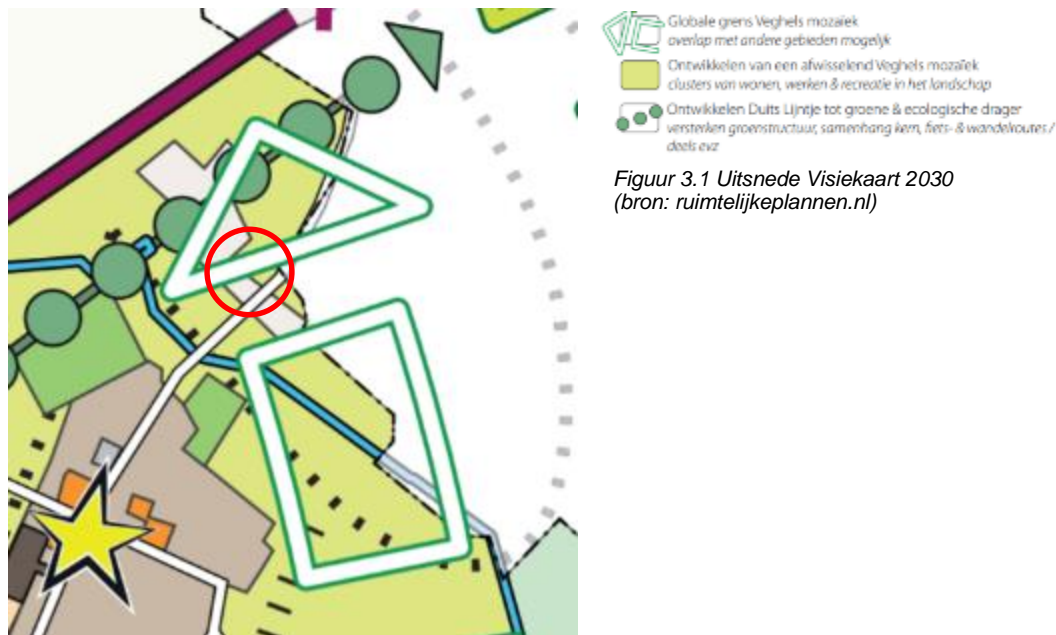 Globale grens Veghels mozaïek
overlap met andere gebieden mogelijk
Ontwikkelen van een afwisselend Veghels mozaïek
clusters van wonen, werken & recreatie in het landschap
Ontwikkelen Duits Lijntje tot groene & ecologische drager
versterken groenstructuur, samenhang kern, fiets- & wandelroutes /
deels evz
Figuur 3.1 Uitsnede Visiekaart 2030
(bron: ruimtelijkeplannen.nl)